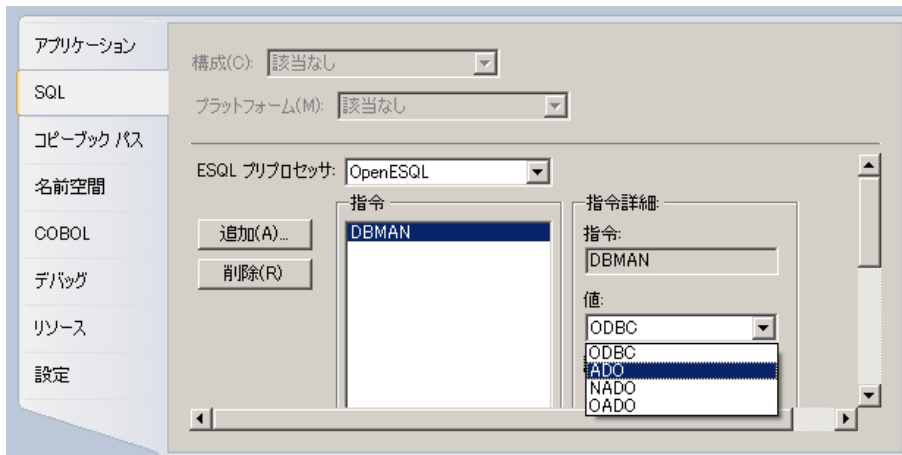 アプリケーション
SQL
コピーブック パス
名前空間
COBOL
デバッグ
リソース
設定
構成(C): 該当なし
プラットフォーム(M): 該当なし
ESQL プリプロセッサ: OpenESQL
追加(A)...
削除(R)
指令
DBMAN
指令詳細:
指令:
DBMAN
値:
ODBC
ODBC
ADO
NADO
OADO